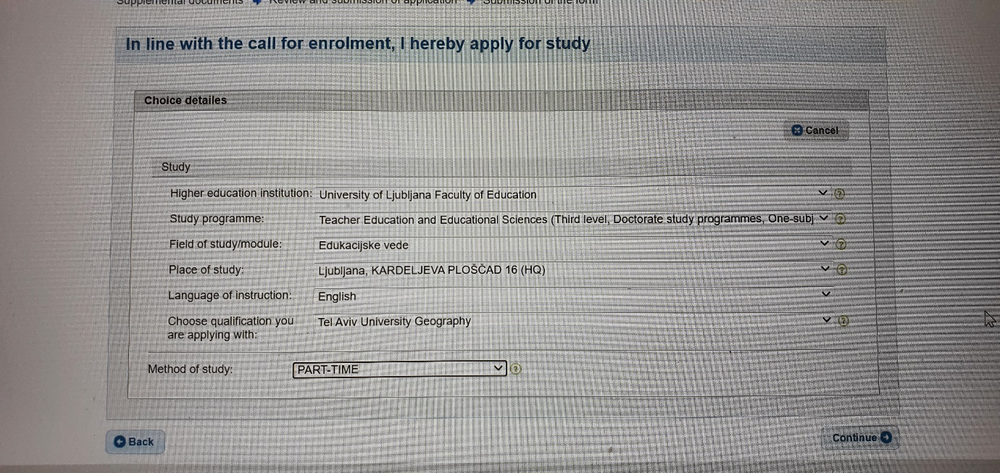 Supplemental documents Review and submission of application Submission of the form
In line with the call for enrolment, I hereby apply for study
Choice detailes
Cancel
Study
Higher education institution: University of Ljubljana Faculty of Education
Study programme: Teacher Education and Educational Sciences (Third level, Doctorate study programmes, One-subj
Field of study/module: Edukacijske vede
Place of study: Ljubljana, KARDELJEVA PLOŠČAD 16 (HQ)
Language of instruction: English
Choose qualification you are applying with: Tel Aviv University Geography
Method of study: PART-TIME
Back
Continue